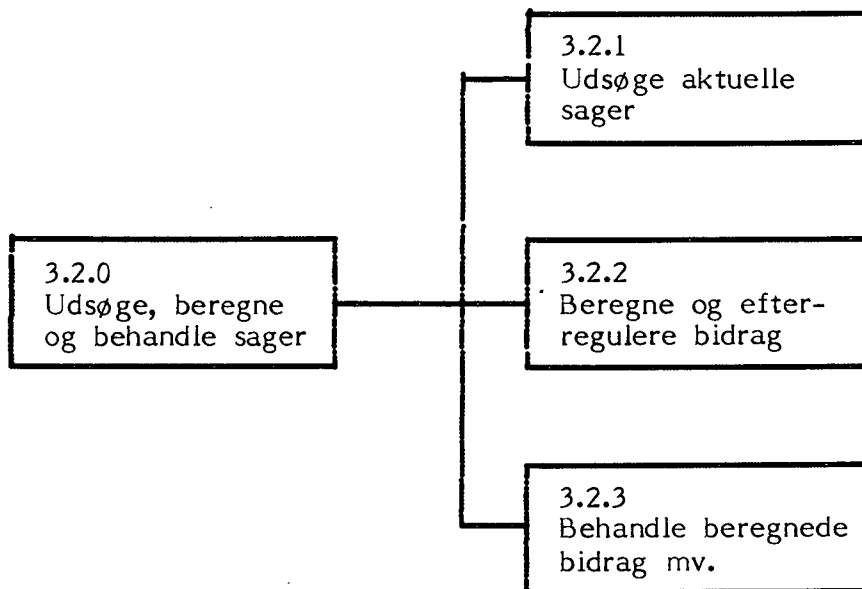 3.2.1
Udsøge aktuelle
sager
3.2.0
Udsøge, beregne
og behandle sager
3.2.2
Beregne og efter-
regulere bidrag
3.2.3
Behandle beregnede
bidrag mv.